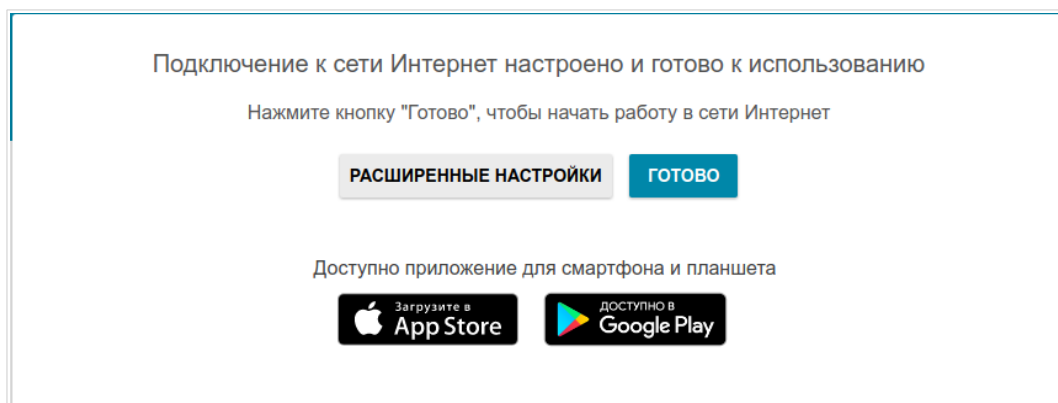 Подключение к сети Интернет настроено и готово к использованию
Нажмите кнопку "Готово", чтобы начать работу в сети Интернет
РАСШИРЕННЫЕ НАСТРОЙКИ ГОТОВО
Доступно приложение для смартфона и планшета
Загрузите в
App Store
ДОСТУПНО В
Google Play